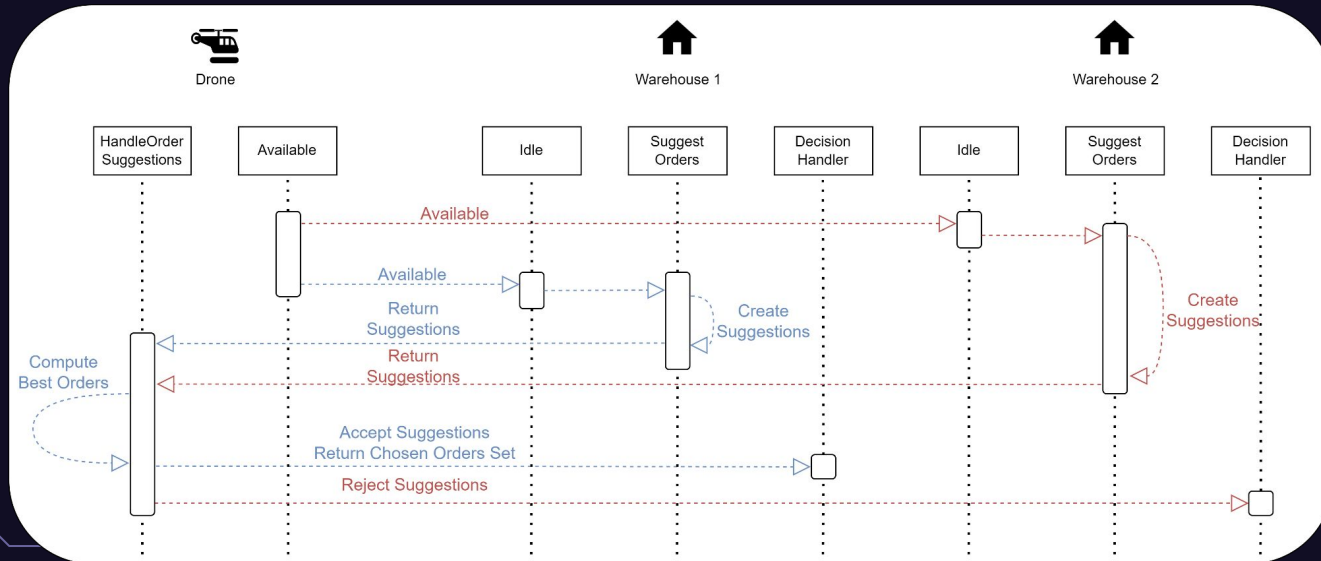 Drone
Warehouse 1
Warehouse 2
HandleOrder
Suggestions
Available
Idle
Suggest
Orders
Decision
Handler
Idle
Suggest
Orders
Decision
Handler
Available
Available
Return
Suggestions
Create
Suggestions
Create
Suggestions
Return
Suggestions
Compute
Best Orders
Accept Suggestions
Return Chosen Orders Set
Reject Suggestions